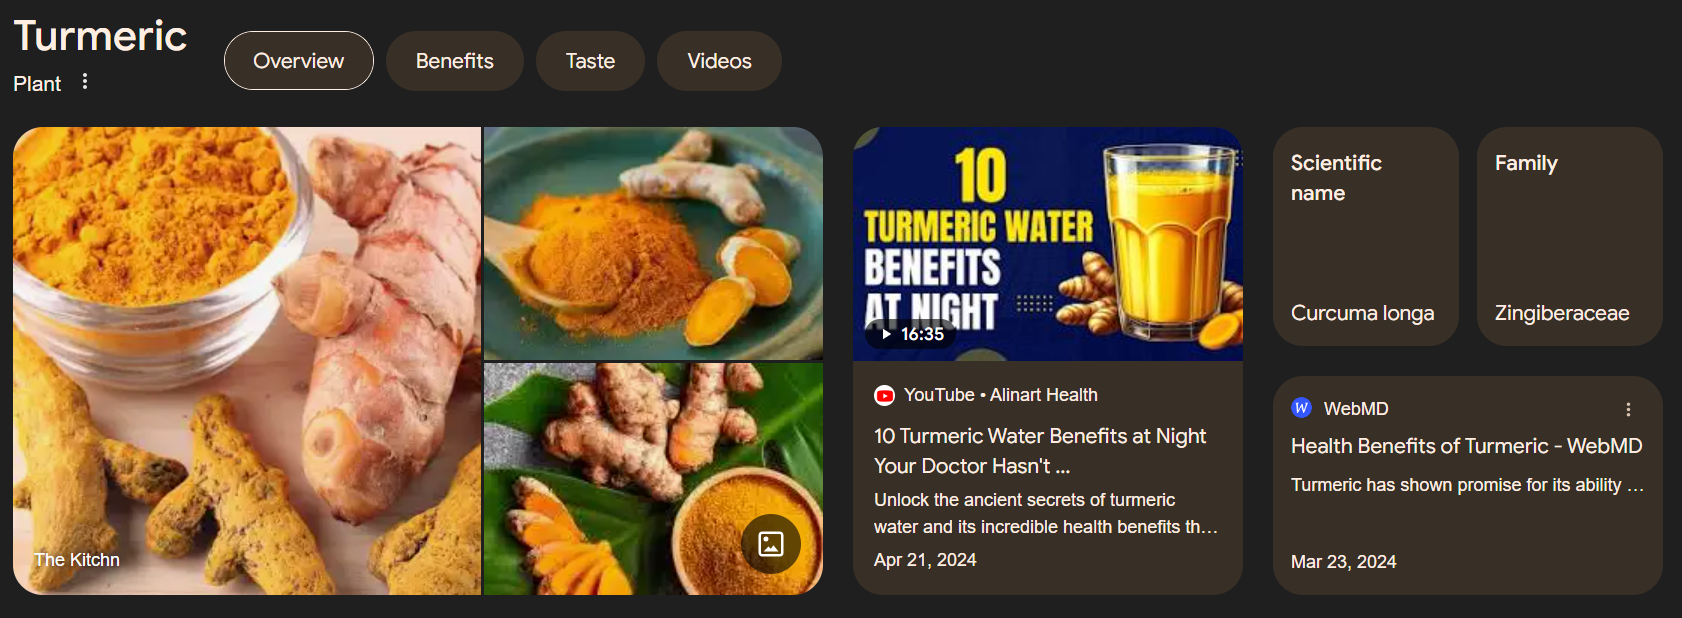 Turmeric
Plant
Overview
Benefits
Taste
Videos
The Kitchn
10
TURMERIC WATER
BENEFITS
AT NIGHT
16:35
YouTube • Alinart Health
10 Turmeric Water Benefits at Night
Your Doctor Hasn't ...
Unlock the ancient secrets of turmeric
water and its incredible health benefits th...
Apr 21, 2024
Scientific
name
Curcuma longa
Family
Zingiberaceae
W WebMD
Health Benefits of Turmeric - WebMD
Turmeric has shown promise for its ability ...
Mar 23, 2024